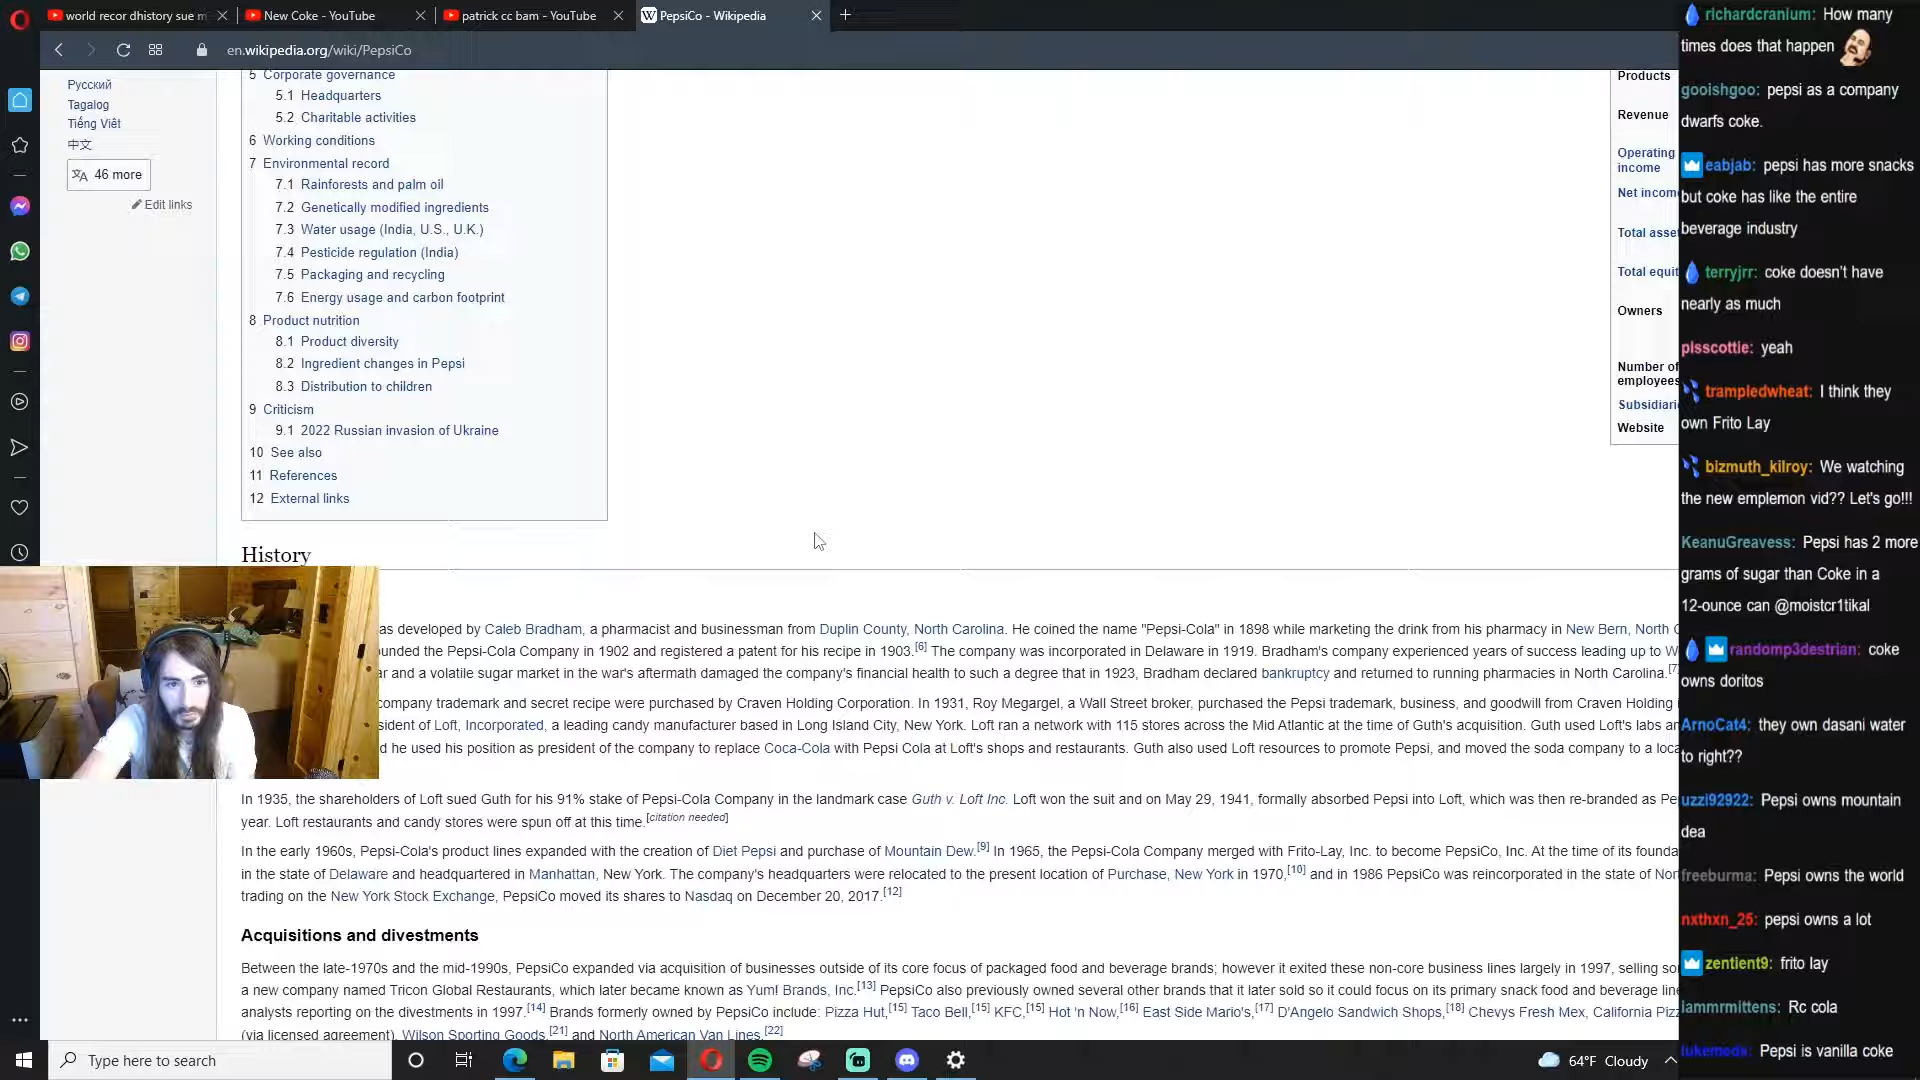 world recor dhistory sue m
New Coke - YouTube
patrick cc bam - YouTube
PepsiCo - Wikipedia
en.wikipedia.org/wiki/PepsiCo
Русский
Tagalog
Tiếng Việt
中文
46 more
Edit links
5 Corporate governance
5.1 Headquarters
5.2 Charitable activities
6 Working conditions
7 Environmental record
7.1 Rainforests and palm oil
7.2 Genetically modified ingredients
7.3 Water usage (India, U.S., U.K.)
7.4 Pesticide regulation (India)
7.5 Packaging and recycling
7.6 Energy usage and carbon footprint
8 Product nutrition
8.1 Product diversity
8.2 Ingredient changes in Pepsi
8.3 Distribution to children
9 Criticism
9.1 2022 Russian invasion of Ukraine
10 See also
11 References
12 External links
Products
Revenue
Operating
income
Net incom
Total asse
Total equit
Owners
Number of
employees
Subsidiari
Website
History
as developed by Caleb Bradham, a pharmacist and businessman from Duplin County, North Carolina. He coined the name "Pepsi-Cola" in 1898 while marketing the drink from his pharmacy in New Bern, North C
ounded the Pepsi-Cola Company in 1902 and registered a patent for his recipe in 1903.[6] The company was incorporated in Delaware in 1919. Bradham's company experienced years of success leading up to W
ar and a volatile sugar market in the war's aftermath damaged the company's financial health to such a degree that in 1923, Bradham declared bankruptcy and returned to running pharmacies in North Carolina.[7]
company trademark and secret recipe were purchased by Craven Holding Corporation. In 1931, Roy Megargel, a Wall Street broker, purchased the Pepsi trademark, business, and goodwill from Craven Holding i
sident of Loft, Incorporated, a leading candy manufacturer based in Long Island City, New York. Loft ran a network with 115 stores across the Mid Atlantic at the time of Guth's acquisition. Guth used Loft's labs an
d he used his position as president of the company to replace Coca-Cola with Pepsi Cola at Loft's shops and restaurants. Guth also used Loft resources to promote Pepsi, and moved the soda company to a loca
In 1935, the shareholders of Loft sued Guth for his 91% stake of Pepsi-Cola Company in the landmark case Guth v. Loft Inc. Loft won the suit and on May 29, 1941, formally absorbed Pepsi into Loft, which was then re-branded as Pe
year. Loft restaurants and candy stores were spun off at this time.[citation needed]
In the early 1960s, Pepsi-Cola's product lines expanded with the creation of Diet Pepsi and purchase of Mountain Dew.[9] In 1965, the Pepsi-Cola Company merged with Frito-Lay, Inc. to become PepsiCo, Inc. At the time of its founda
in the state of Delaware and headquartered in Manhattan, New York. The company's headquarters were relocated to the present location of Purchase, New York in 1970,[10] and in 1986 PepsiCo was reincorporated in the state of Nor
trading on the New York Stock Exchange, PepsiCo moved its shares to Nasdaq on December 20, 2017.[12]
Acquisitions and divestments
Between the late-1970s and the mid-1990s, PepsiCo expanded via acquisition of businesses outside of its core focus of packaged food and beverage brands; however it exited these non-core business lines largely in 1997, selling so
a new company named Tricon Global Restaurants, which later became known as Yum! Brands, Inc.[13] PepsiCo also previously owned several other brands that it later sold so it could focus on its primary snack food and beverage line
analysts reporting on the divestments in 1997.[14] Brands formerly owned by PepsiCo include: Pizza Hut,[15] Taco Bell,[15] KFC,[15] Hot 'n Now,[16] East Side Mario's,[17] D'Angelo Sandwich Shops,[18] Chevys Fresh Mex, California Piz
(via licensed agreement), Wilson Sporting Goods,[21] and North American Van Lines.[22]
richardcranium: How many
times does that happen
gooishgoo: pepsi as a company
dwarfs coke.
eabjab: pepsi has more snacks
but coke has like the entire
beverage industry
terryjrr: coke doesn't have
nearly as much
pisscottie: yeah
trampledwheat: I think they
own Frito Lay
bizmuth_kilroy: We watching
the new emplemon vid?? Let's go!!!
KeanuGreavess: Pepsi has 2 more
grams of sugar than Coke in a
12-ounce can @moistcr1tikal
randomp3destrian: coke
owns doritos
ArnoCat4: they own dasani water
to right??
uzzi92922: Pepsi owns mountain
dea
freeburma: Pepsi owns the world
nxthxn_25: pepsi owns a lot
zentient9: frito lay
iammrmittens: Rc cola
lukemods: Pepsi is vanilla coke
Type here to search
64°F Cloudy